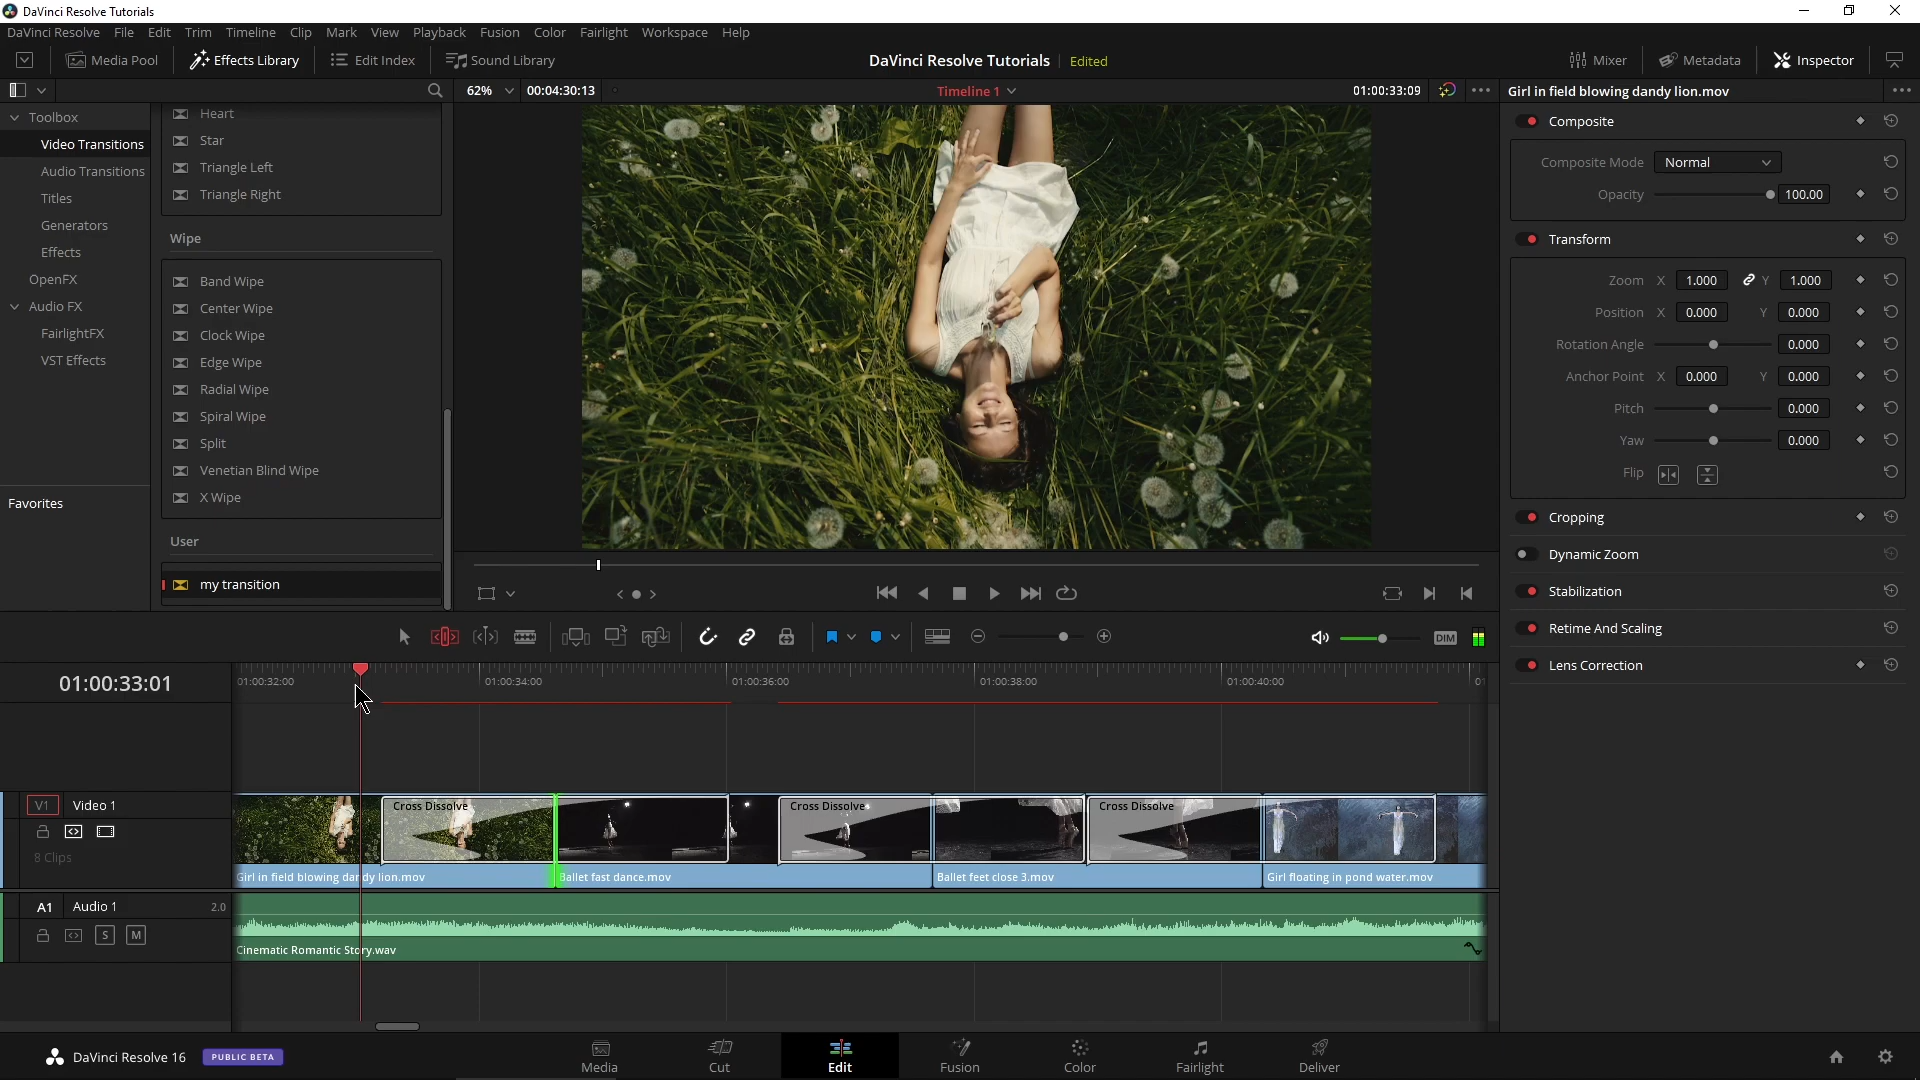 DaVinci Resolve Tutorials
DaVinci Resolve File Edit Trim Timeline Clip Mark View Playback Fusion Color Fairlight Workspace Help
Media Pool Effects Library Edit Index Sound Library DaVinci Resolve Tutorials Edited Mixer Metadata Inspector
62% 00:04:30:13 Timeline 1 01:00:33:09 Girl in field blowing dandy lion.mov
Toolbox
Video Transitions
Audio Transitions
Titles
Generators
Effects
OpenFX
Audio FX
FairlightFX
VST Effects
Favorites
Heart
Star
Triangle Left
Triangle Right
Wipe
Band Wipe
Center Wipe
Clock Wipe
Edge Wipe
Radial Wipe
Spiral Wipe
Split
Venetian Blind Wipe
X Wipe
User
my transition
Composite
Composite Mode Normal
Opacity 100.00
Transform
Zoom X 1.000 Y 1.000
Position X 0.000 Y 0.000
Rotation Angle 0.000
Anchor Point X 0.000 Y 0.000
Pitch 0.000
Yaw 0.000
Flip
Cropping
Dynamic Zoom
Stabilization
Retime And Scaling
Lens Correction
DIM
01:00:33:01
01:00:32:00 01:00:34:00 01:00:36:00 01:00:38:00 01:00:40:00 01
V1 Video 1
8 Clips
Cross Dissolve Cross Dissolve Cross Dissolve
Girl in field blowing dandy lion.mov Ballet fast dance.mov Ballet feet close 3.mov Girl floating in pond water.mov
A1 Audio 1 2.0
S M
Cinematic Romantic Story.wav
DaVinci Resolve 16 PUBLIC BETA
Media Cut Edit Fusion Color Fairlight Deliver